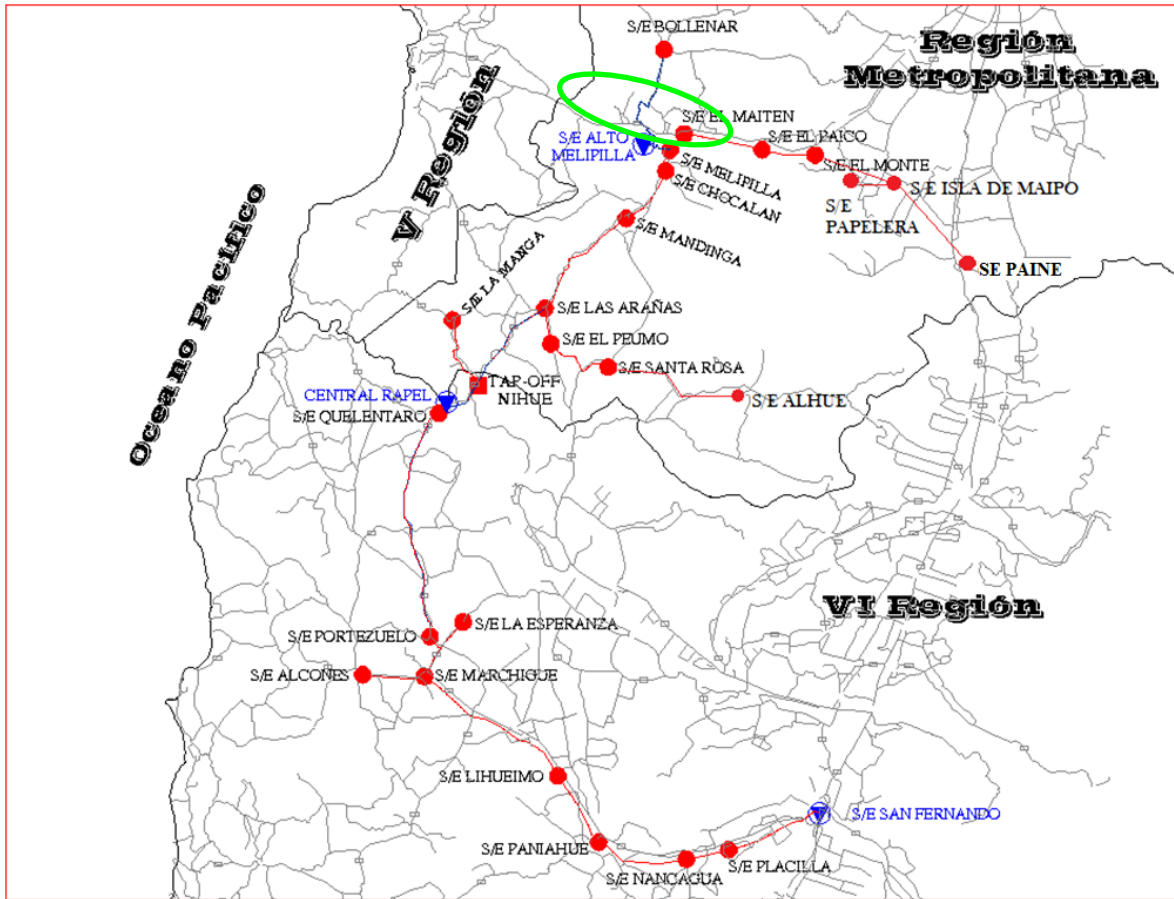 S/E BOLLENAR
Región
Metropolitana
V Región
S/E EL MAITEN
S/E ALTO
MELIPILLA
S/E EL PAICO
S/E MELIPILLA
S/E EL MONTE
S/E CHOCALAN
S/E ISLA DE MAIPO
S/E
PAPELERA
S/E MANDINGA
SE PAINE
Oceano Pacífico
S/E LA MANGA
S/E LAS ARAÑAS
S/E EL PEUMO
S/E SANTA ROSA
CENTRAL RAPEL
TAP-OFF
NIHUE
S/E ALHUE
S/E QUELENTARO
VI Región
S/E LA ESPERANZA
S/E PORTEZUELO
S/E ALCONES
S/E MARCHIGUE
S/E LIHUEIMO
S/E SAN FERNANDO
S/E PANIAHUE
S/E PLACILLA
S/E NANCAGUA